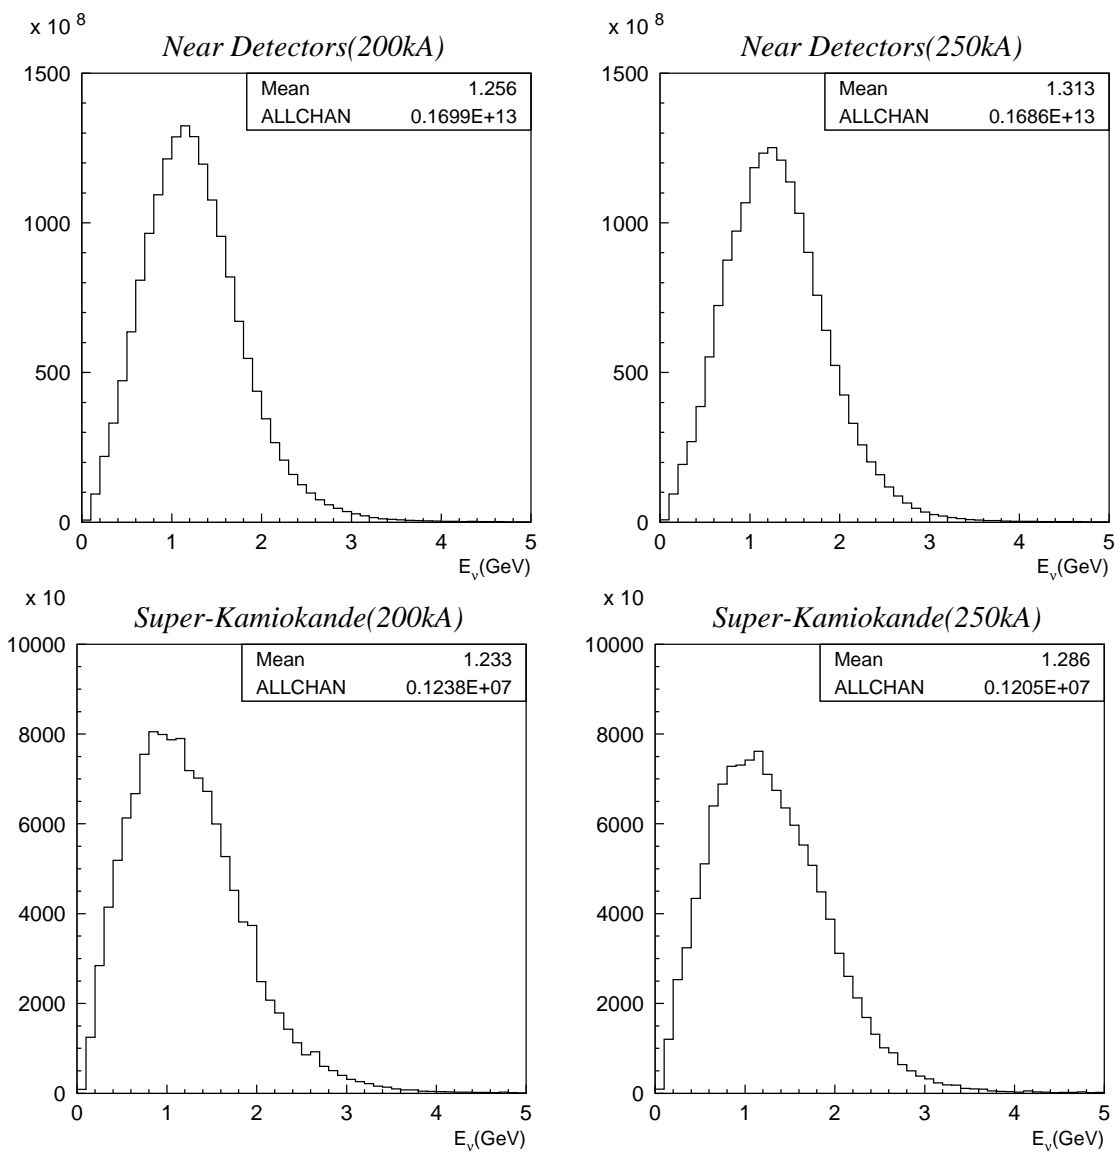 x 10 8
Near Detectors(200kA)
1500
1000
500
0
Mean 1.256
ALLCHAN 0.1699E+13
0 1 2 3 4 5
Eν(GeV)
x 10 8
Near Detectors(250kA)
1500
1000
500
0
Mean 1.313
ALLCHAN 0.1686E+13
0 1 2 3 4 5
Eν(GeV)
x 10
Super-Kamiokande(200kA)
10000
8000
6000
4000
2000
0
Mean 1.233
ALLCHAN 0.1238E+07
0 1 2 3 4 5
Eν(GeV)
x 10
Super-Kamiokande(250kA)
10000
8000
6000
4000
2000
0
Mean 1.286
ALLCHAN 0.1205E+07
0 1 2 3 4 5
Eν(GeV)